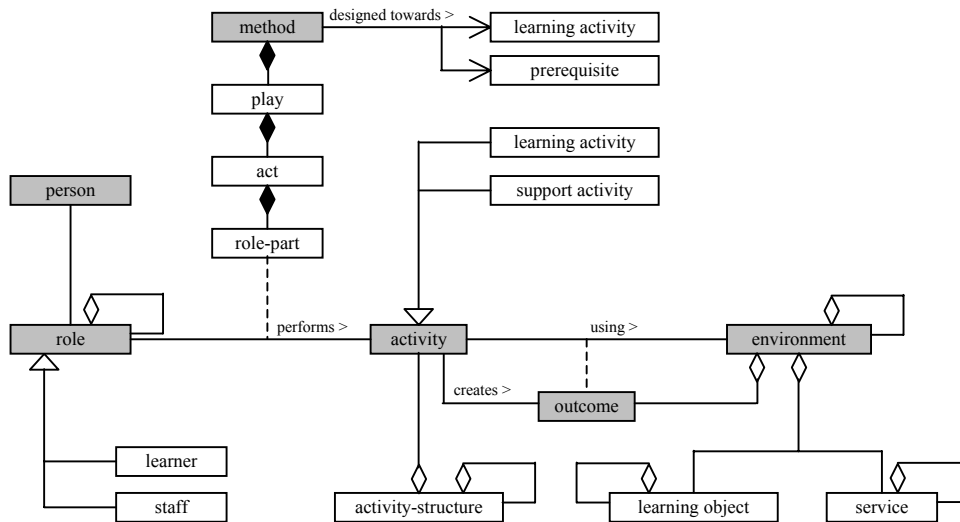 designed towards >
method
learning activity
prerequisite
play
learning activity
act
person
support activity
role-part
performs >
using >
role
activity
environment
creates >
outcome
learner
staff
activity-structure
learning object
service